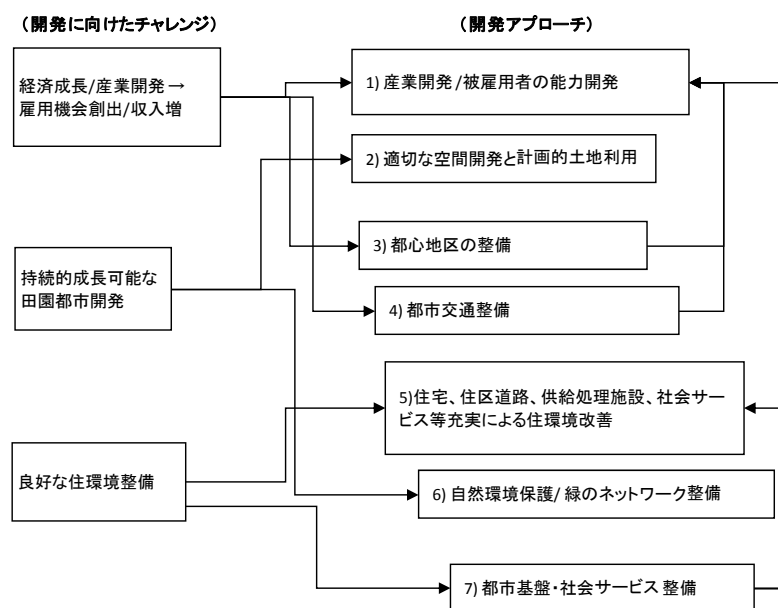 （開発に向けたチャレンジ）
（開発アプローチ）
経済成長/産業開発→
雇用機会創出/収入増
1) 産業開発/被雇用者の能力開発
2) 適切な空間開発と計画的土地利用
3) 都心地区の整備
持続的成長可能な
田園都市開発
4) 都市交通整備
5)住宅、住区道路、供給処理施設、社会サー
ビス等充実による住環境改善
良好な住環境整備
6) 自然環境保護/ 緑のネットワーク整備
7) 都市基盤・社会サービス 整備